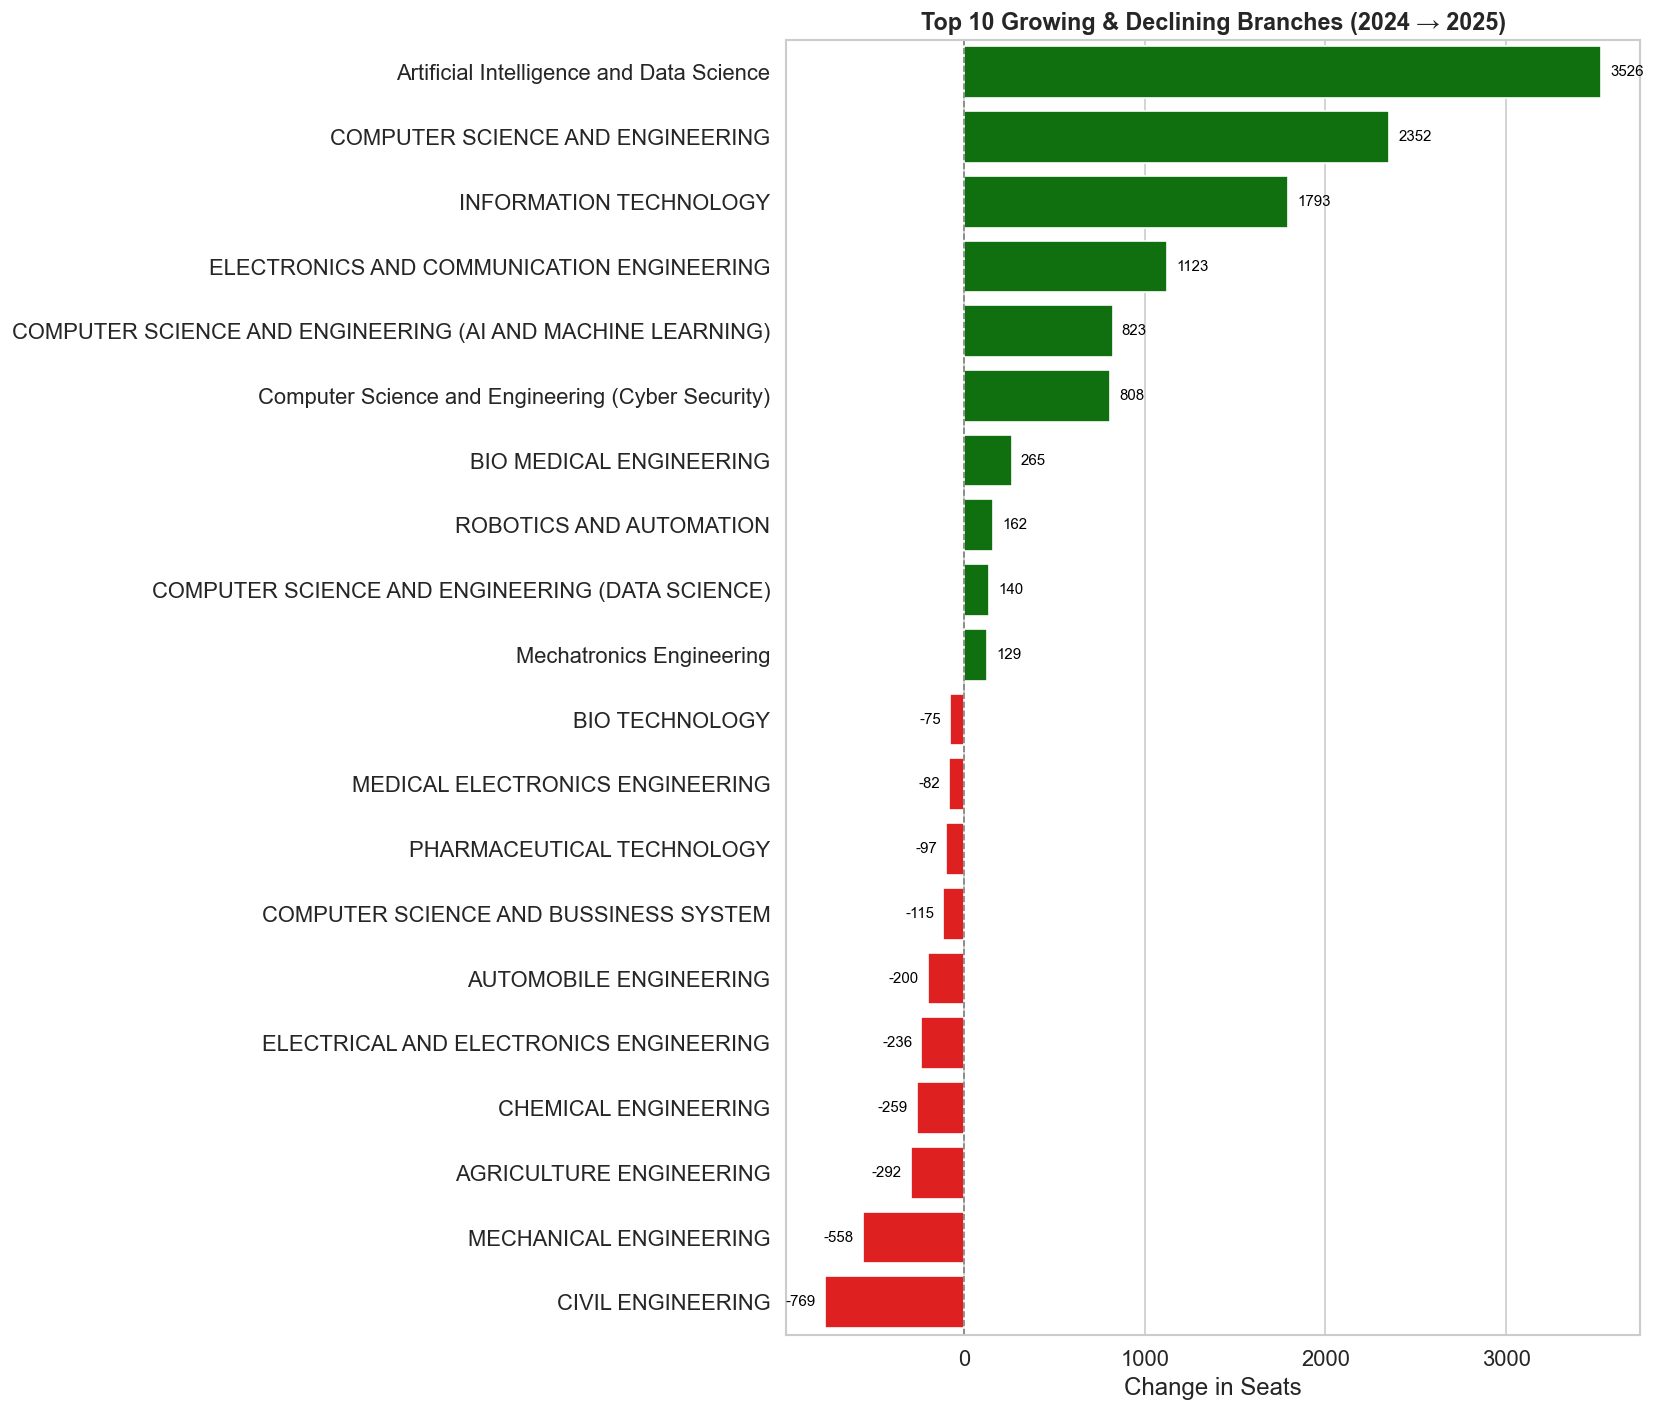 Top 10 Growing & Declining Branches (2024 → 2025)
Artificial Intelligence and Data Science 3526
COMPUTER SCIENCE AND ENGINEERING 2352
INFORMATION TECHNOLOGY 1793
ELECTRONICS AND COMMUNICATION ENGINEERING 1123
COMPUTER SCIENCE AND ENGINEERING (AI AND MACHINE LEARNING) 823
Computer Science and Engineering (Cyber Security) 808
BIO MEDICAL ENGINEERING 265
ROBOTICS AND AUTOMATION 162
COMPUTER SCIENCE AND ENGINEERING (DATA SCIENCE) 140
Mechatronics Engineering 129
BIO TECHNOLOGY -75
MEDICAL ELECTRONICS ENGINEERING -82
PHARMACEUTICAL TECHNOLOGY -97
COMPUTER SCIENCE AND BUSSINESS SYSTEM -115
AUTOMOBILE ENGINEERING -200
ELECTRICAL AND ELECTRONICS ENGINEERING -236
CHEMICAL ENGINEERING -259
AGRICULTURE ENGINEERING -292
MECHANICAL ENGINEERING -558
CIVIL ENGINEERING -769
0 1000 2000 3000
Change in Seats